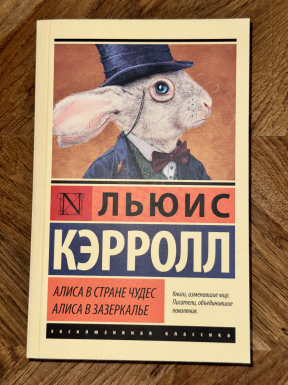 ЛЬЮИС
КЭРРОЛЛ
АЛИСА В СТРАНЕ ЧУДЕС
АЛИСА В ЗАЗЕРКАЛЬЕ
Книги, изменившие мир.
Писатели, объединившие
поколения.
ЭКСКЛЮЗИВНАЯ КЛАССИКА